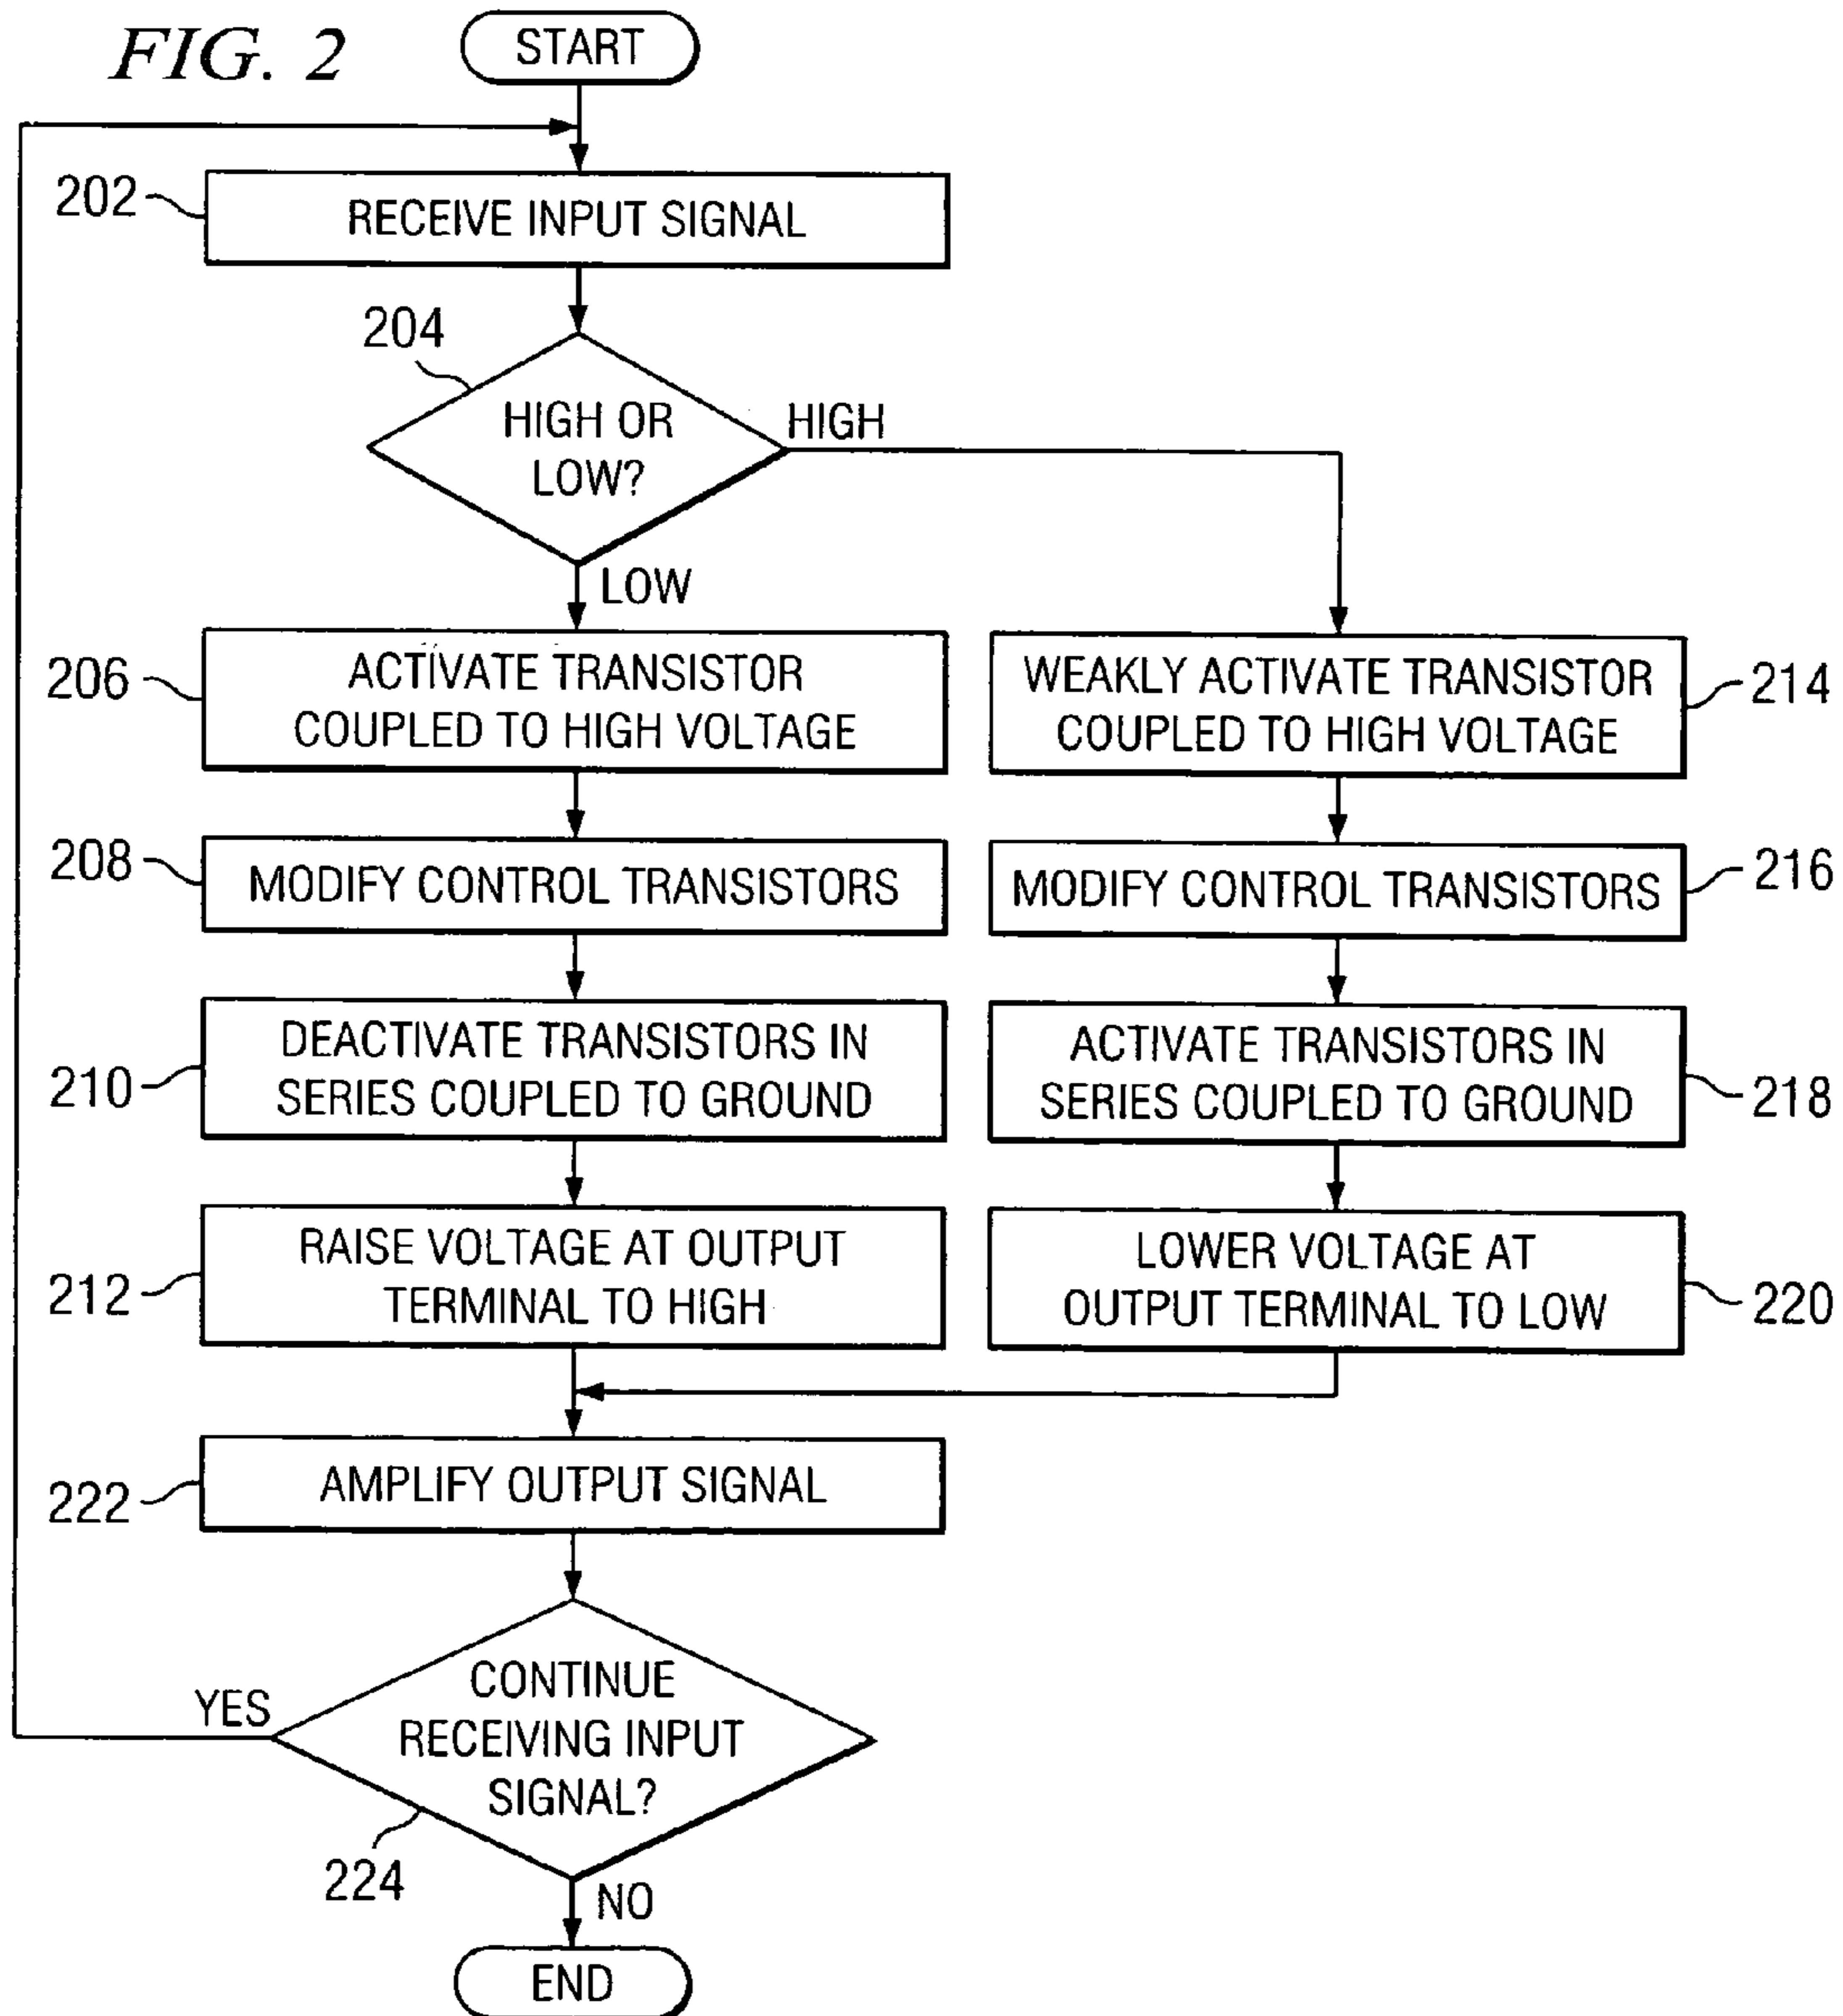 FIG. 2
START
202
RECEIVE INPUT SIGNAL
204
HIGH OR
LOW?
HIGH
LOW
206
ACTIVATE TRANSISTOR
COUPLED TO HIGH VOLTAGE
WEAKLY ACTIVATE TRANSISTOR
COUPLED TO HIGH VOLTAGE
214
208
MODIFY CONTROL TRANSISTORS
MODIFY CONTROL TRANSISTORS
216
210
DEACTIVATE TRANSISTORS IN
SERIES COUPLED TO GROUND
ACTIVATE TRANSISTORS IN
SERIES COUPLED TO GROUND
218
212
RAISE VOLTAGE AT OUTPUT
TERMINAL TO HIGH
LOWER VOLTAGE AT
OUTPUT TERMINAL TO LOW
220
222
AMPLIFY OUTPUT SIGNAL
YES
CONTINUE
RECEIVING INPUT
SIGNAL?
224
NO
END